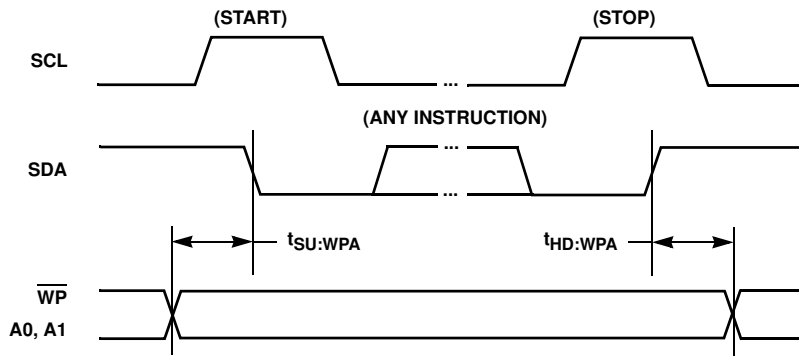 (START) (STOP)
SCL
...
(ANY INSTRUCTION)
...
SDA
...
tSU:WPA tHD:WPA
WP
A0, A1